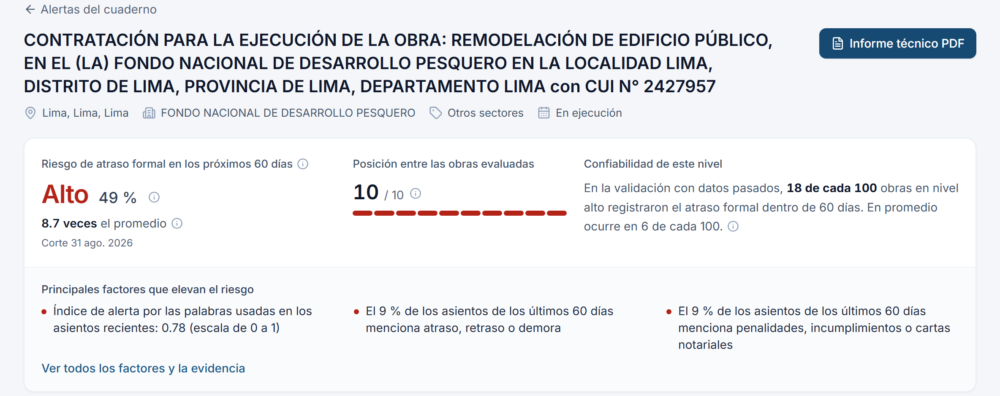 Alertas del cuaderno
CONTRATACIÓN PARA LA EJECUCIÓN DE LA OBRA: REMODELACIÓN DE EDIFICIO PÚBLICO,
EN EL (LA) FONDO NACIONAL DE DESARROLLO PESQUERO EN LA LOCALIDAD LIMA,
DISTRITO DE LIMA, PROVINCIA DE LIMA, DEPARTAMENTO LIMA con CUI N° 2427957
Informe técnico PDF
Lima, Lima, Lima FONDO NACIONAL DE DESARROLLO PESQUERO Otros sectores En ejecución
Riesgo de atraso formal en los próximos 60 días
Alto 49 %
8.7 veces el promedio
Corte 31 ago. 2026
Posición entre las obras evaluadas
10 / 10
Confiabilidad de este nivel
En la validación con datos pasados, 18 de cada 100 obras en nivel
alto registraron el atraso formal dentro de 60 días. En promedio
ocurre en 6 de cada 100.
Principales factores que elevan el riesgo
Índice de alerta por las palabras usadas en los
asientos recientes: 0.78 (escala de 0 a 1)
El 9 % de los asientos de los últimos 60 días
menciona atraso, retraso o demora
El 9 % de los asientos de los últimos 60 días
menciona penalidades, incumplimientos o cartas
notariales
Ver todos los factores y la evidencia